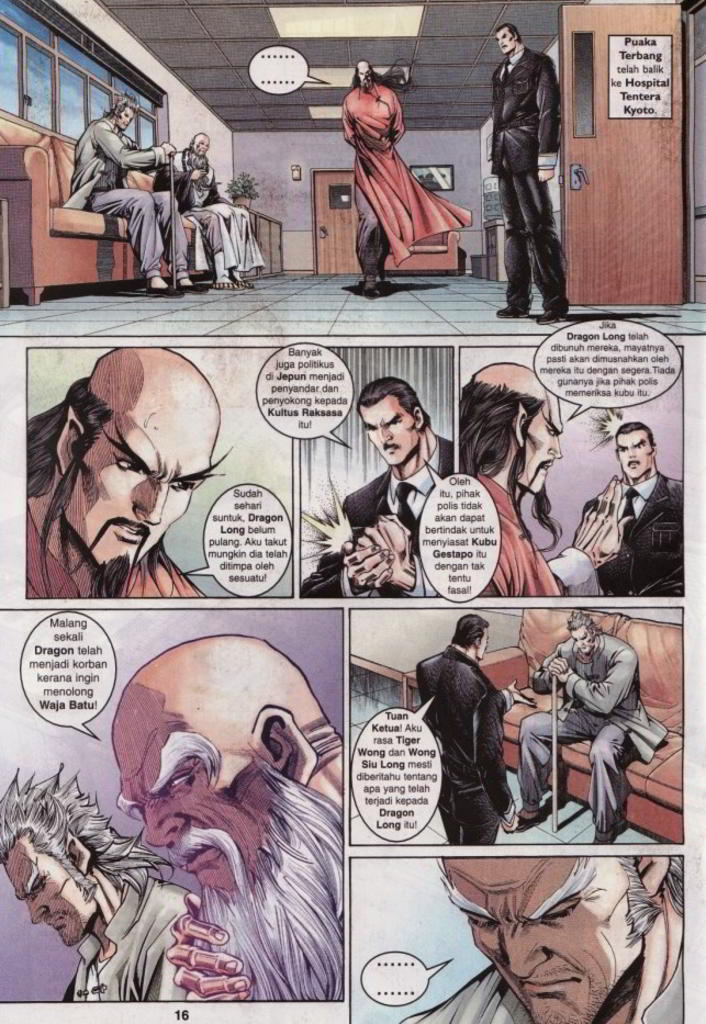 ......
Puaka
Terbang
telah balik
ke Hospital
Tentera
Kyoto.
Sudah
sehari
suntuk, Dragon
Long belum
pulang. Aku takut
mungkin dia telah
ditimpa oleh
sesuatu!
Banyak
juga politikus
di Jepun menjadi
penyandar dan
penyokong kepada
Kultus Raksasa
itu!
Oleh
itu, pihak
polis tidak
akan dapat
bertindak untuk
menyiasat Kubu
Gestapo itu
dengan tak
tentu
fasal!
Jika
Dragon Long telah
dibunuh mereka, mayatnya
pasti akan dimusnahkan oleh
mereka itu dengan segera.Tiada
gunanya jika pihak polis
memeriksa kubu itu.
Malang
sekali
Dragon telah
menjadi korban
kerana ingin
menolong
Waja Batu!
Tuan
Ketua! Aku
rasa Tiger
Wong dan Wong
Siu Long mesti
diberitahu tentang
apa yang telah
terjadi kepada
Dragon
Long itu!
......
......
16